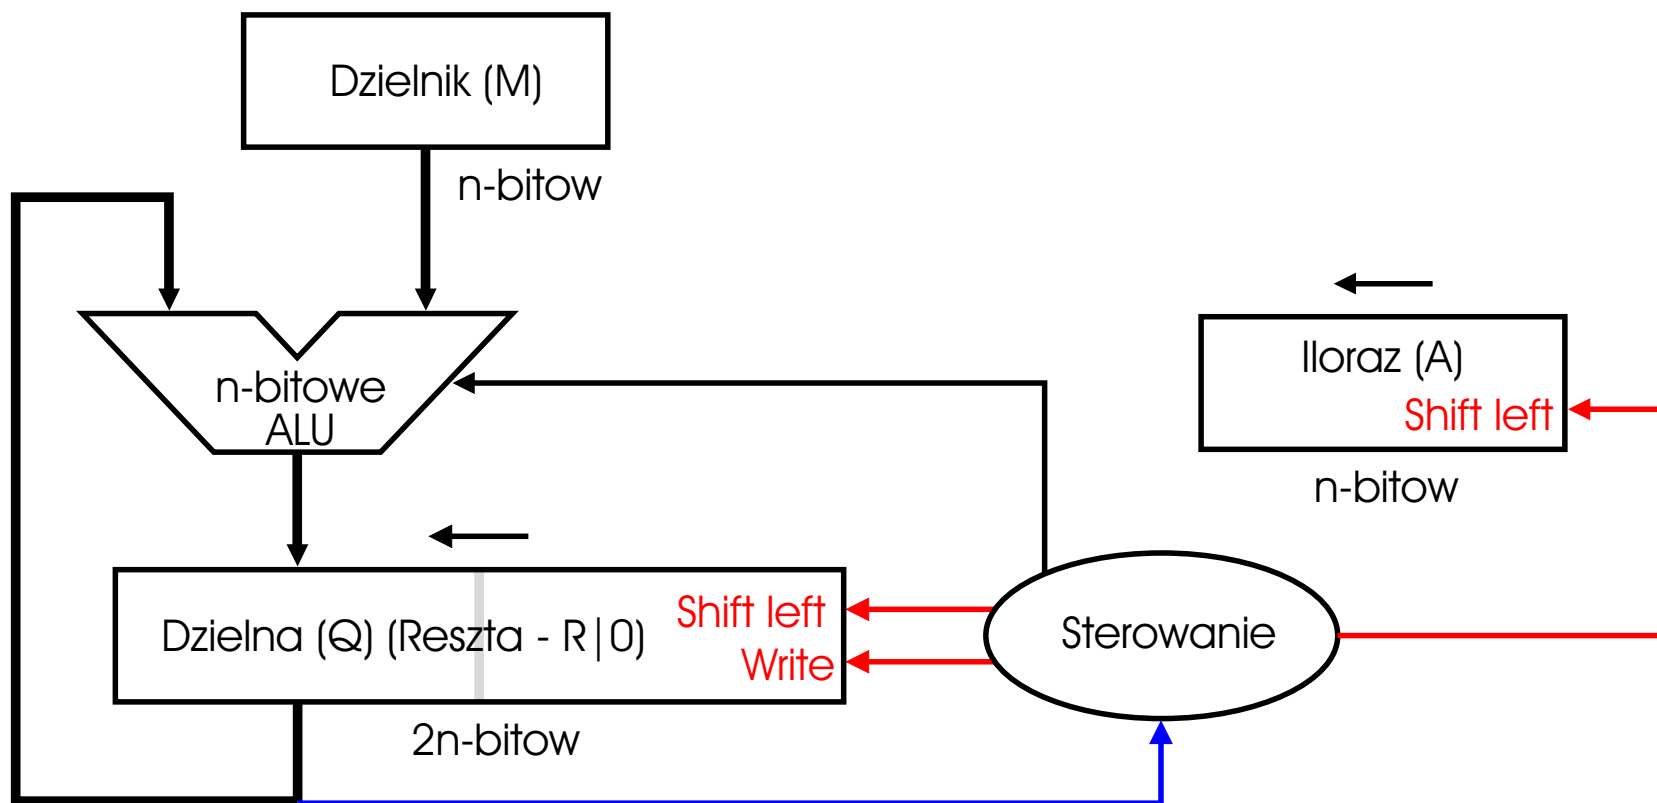 Dzielnik (M)
n-bitow
n-bitowe
ALU
Iloraz (A)
Shift left
n-bitow
Dzielna (Q) (Reszta - R|0)
Shift left
Write
2n-bitow
Sterowanie